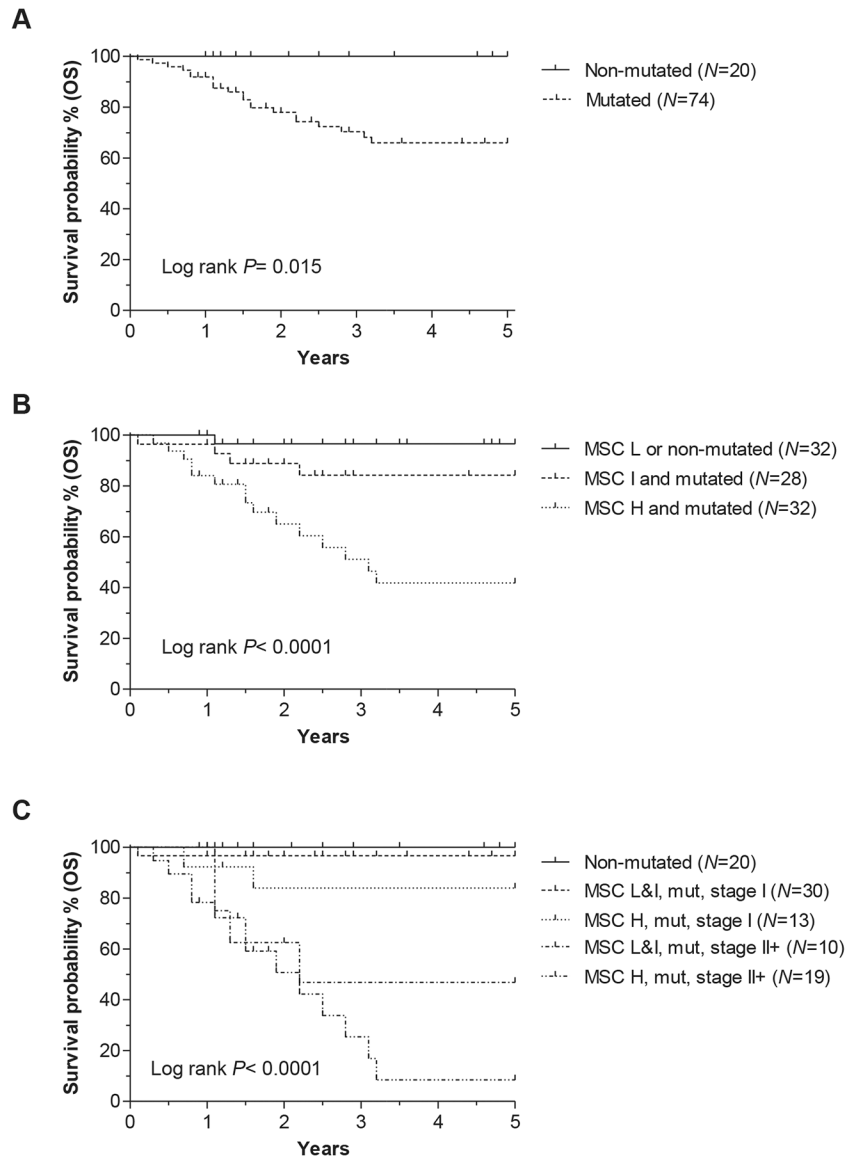 A
Survival probability % (OS)
100
80
60
40
20
0
Log rank P= 0.015
0 1 2 3 4 5
Years
Non-mutated (N=20)
Mutated (N=74)
B
Survival probability % (OS)
100
80
60
40
20
0
Log rank P< 0.0001
0 1 2 3 4 5
Years
MSC L or non-mutated (N=32)
MSC I and mutated (N=28)
MSC H and mutated (N=32)
C
Survival probability % (OS)
100
80
60
40
20
0
Log rank P< 0.0001
0 1 2 3 4 5
Years
Non-mutated (N=20)
MSC L&I, mut, stage I (N=30)
MSC H, mut, stage I (N=13)
MSC L&I, mut, stage II+ (N=10)
MSC H, mut, stage II+ (N=19)